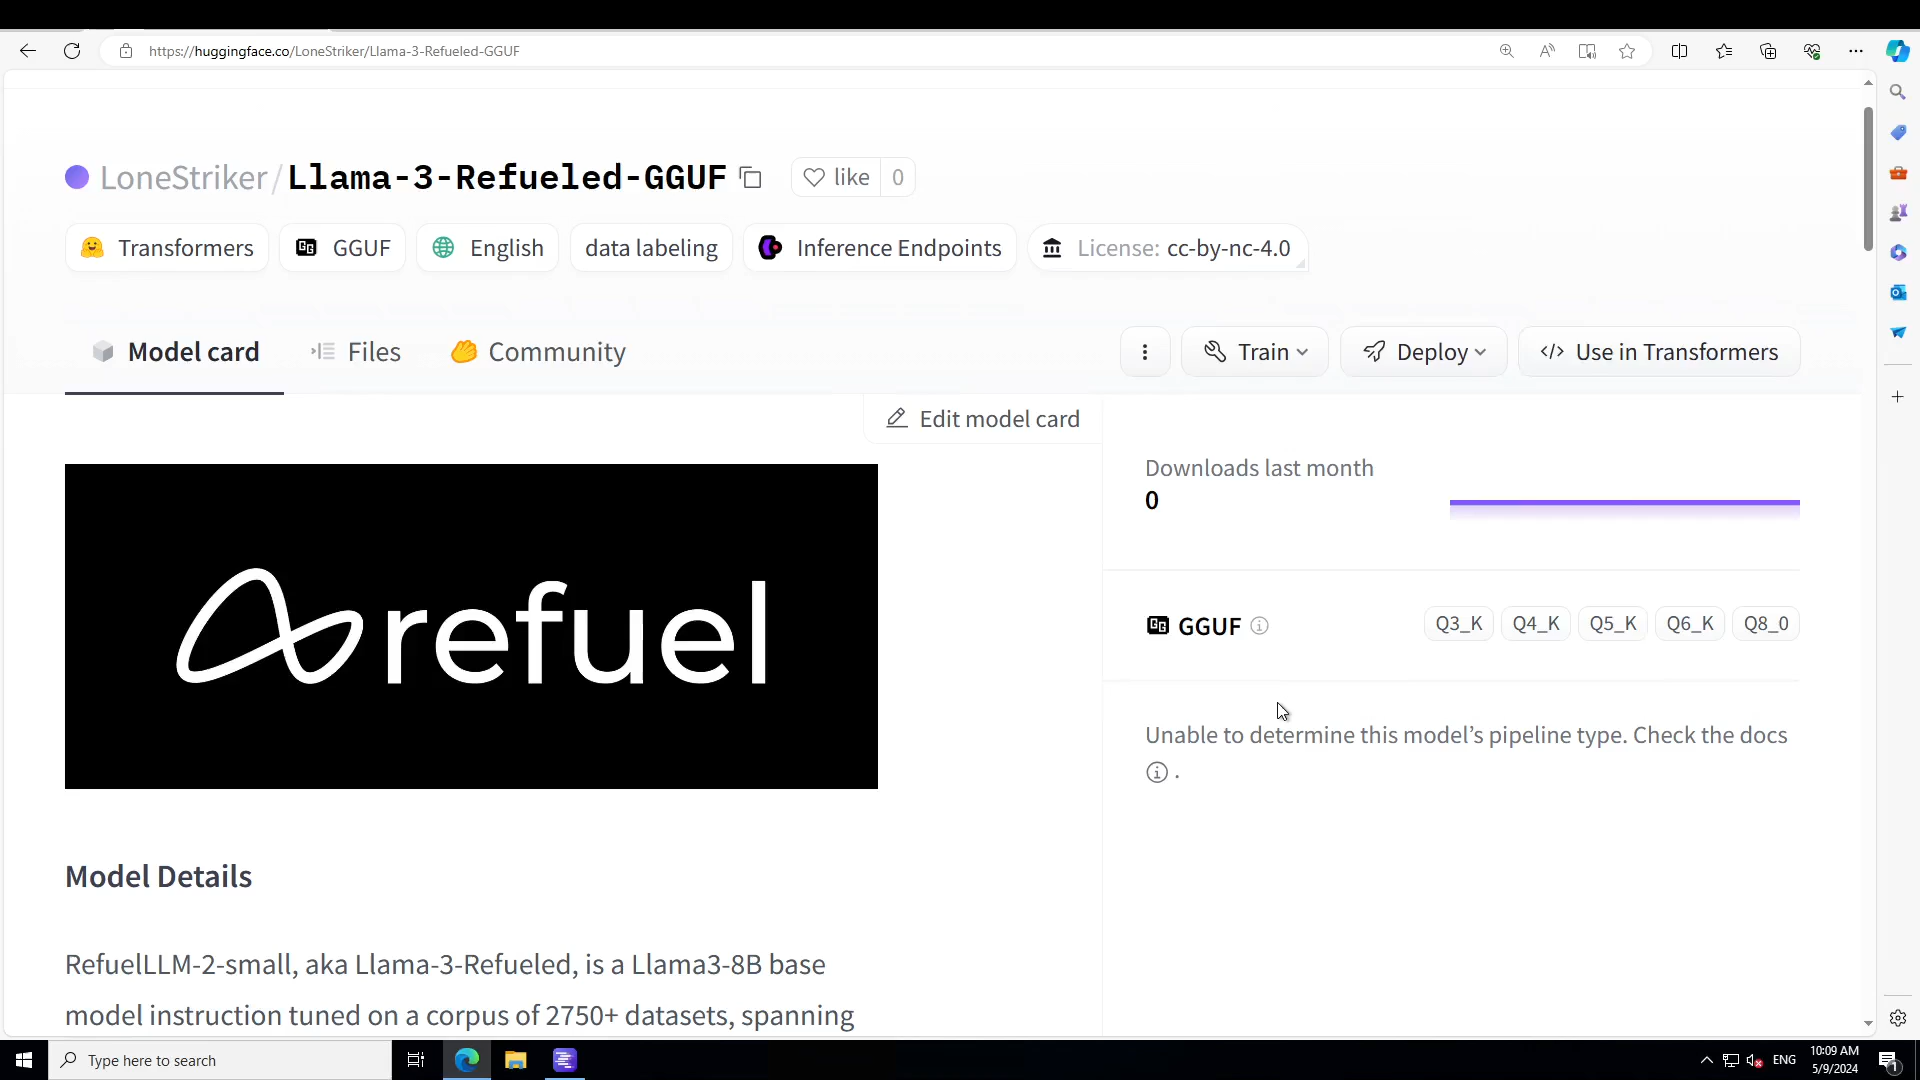 https://huggingface.co/LoneStriker/Llama-3-Refueled-GGUF
LoneStriker/Llama-3-Refueled-GGUF like 0
Transformers GGUF English data labeling Inference Endpoints License: cc-by-nc-4.0
Model card Files Community Train Deploy </> Use in Transformers
Edit model card
Downloads last month
0
refuel
GGUF Q3_K Q4_K Q5_K Q6_K Q8_0
Unable to determine this model’s pipeline type. Check the docs
.
Model Details
RefuelLLM-2-small, aka Llama-3-Refueled, is a Llama3-8B base
model instruction tuned on a corpus of 2750+ datasets, spanning
Type here to search
ENG
10:09 AM
5/9/2024
1